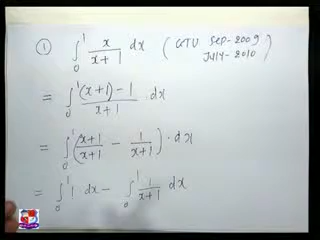 ① ∫₀¹ x/(x+1) dx (GTU SEP-2009
JULY-2010)
= ∫₀¹ ((x+1)-1)/(x+1) dx
= ∫₀¹ ((x+1)/(x+1) - 1/(x+1)) · dx
= ∫₀¹ 1 dx - ∫₀¹ 1/(x+1) dx